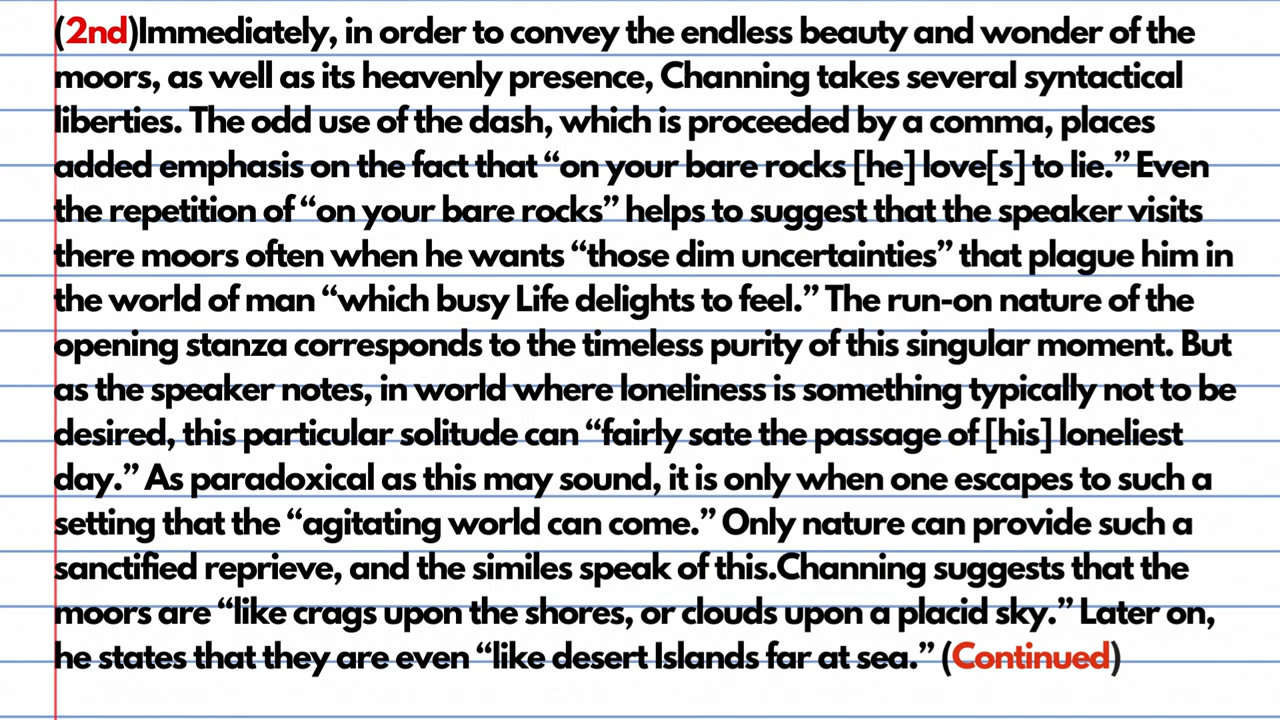 (2nd)Immediately, in order to convey the endless beauty and wonder of the
moors, as well as its heavenly presence, Channing takes several syntactical
liberties. The odd use of the dash, which is proceeded by a comma, places
added emphasis on the fact that “on your bare rocks [he] love[s] to lie.” Even
the repetition of “on your bare rocks” helps to suggest that the speaker visits
there moors often when he wants “those dim uncertainties” that plague him in
the world of man “which busy Life delights to feel.” The run-on nature of the
opening stanza corresponds to the timeless purity of this singular moment. But
as the speaker notes, in world where loneliness is something typically not to be
desired, this particular solitude can “fairly sate the passage of [his] loneliest
day.” As paradoxical as this may sound, it is only when one escapes to such a
setting that the “agitating world can come.” Only nature can provide such a
sanctified reprieve, and the similes speak of this.Channing suggests that the
moors are “like crags upon the shores, or clouds upon a placid sky.” Later on,
he states that they are even “like desert Islands far at sea.” (Continued)